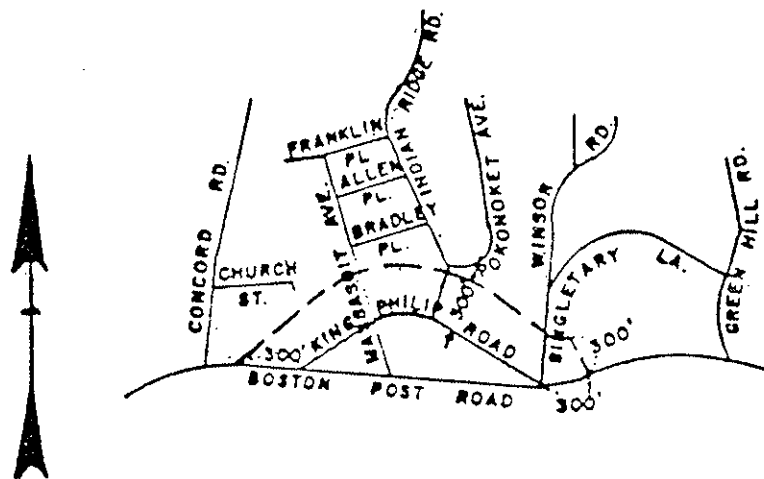 INDIAN RIDGE RD.
FRANKLIN
PL.
ALLEN
PL.
BRADLEY
PL.
AVE.
POKONOKET AVE.
WINSOR RD.
SINGLETARY LA.
GREEN HILL RD.
CONCORD RD.
CHURCH
ST.
KING PHILIP ROAD
300'
300'
300'
300'
BOSTON POST ROAD